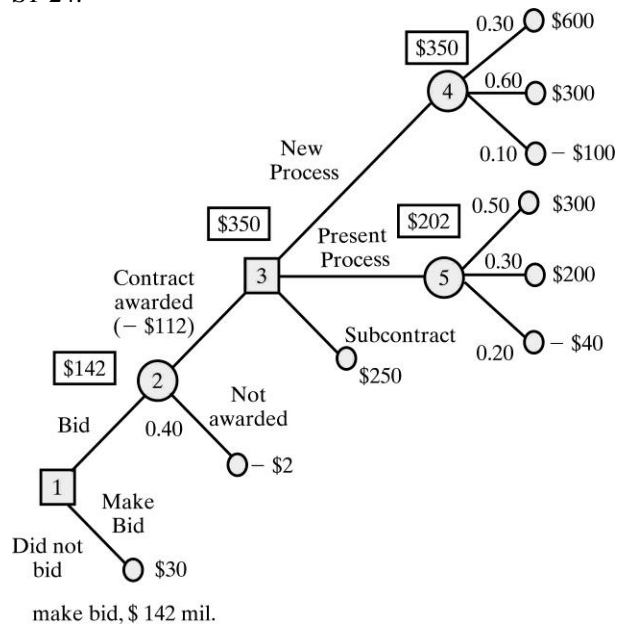 ST-24.
0.30
$600
$350
4
0.60
$300
0.10
– $100
New
Process
$350
$202
0.50
$300
Present
Process
3
5
0.30
$200
Contract
awarded
(– $112)
Subcontract
0.20
– $40
$250
$142
2
Not
awarded
Bid
0.40
– $2
1
Make
Bid
Did not
bid
$30
make bid, $ 142 mil.